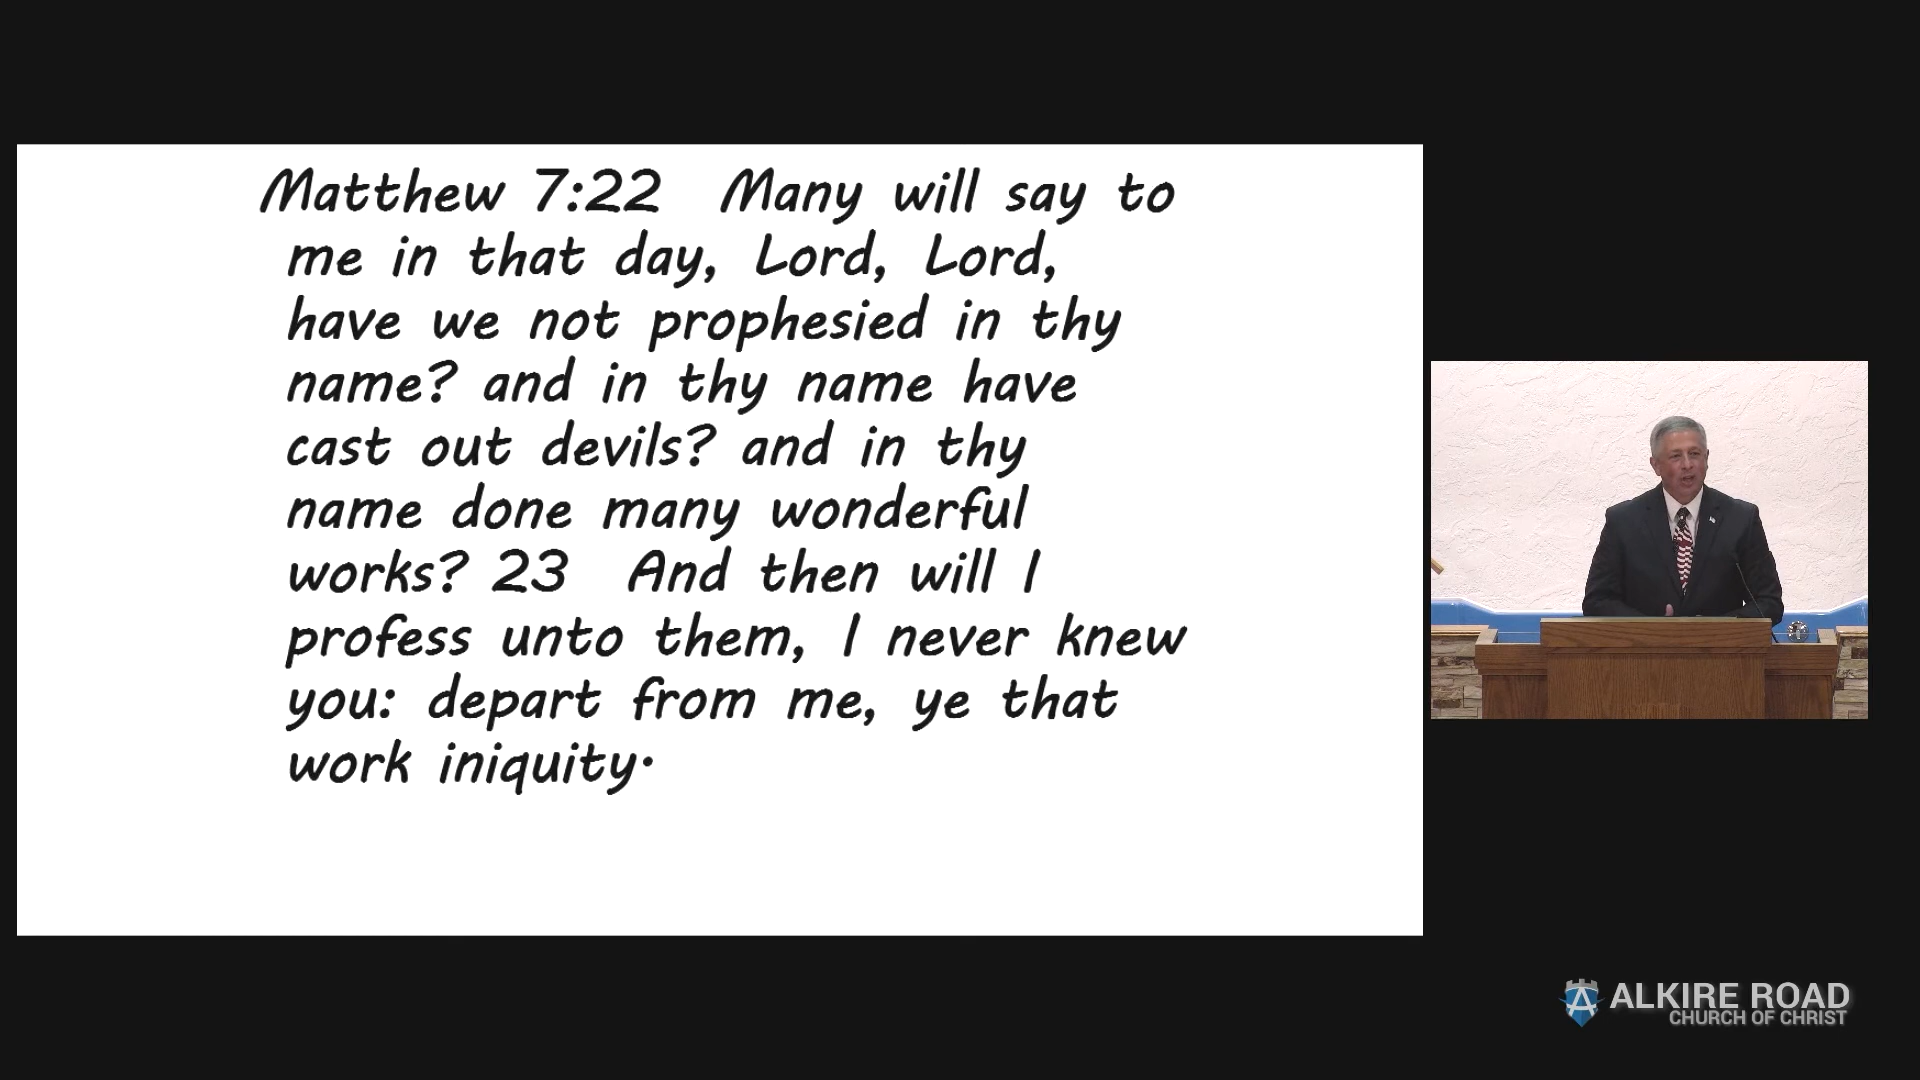 Matthew 7:22 Many will say to
me in that day, Lord, Lord,
have we not prophesied in thy
name? and in thy name have
cast out devils? and in thy
name done many wonderful
works? 23 And then will I
profess unto them, I never knew
you: depart from me, ye that
work iniquity.
ALKIRE ROAD
CHURCH OF CHRIST